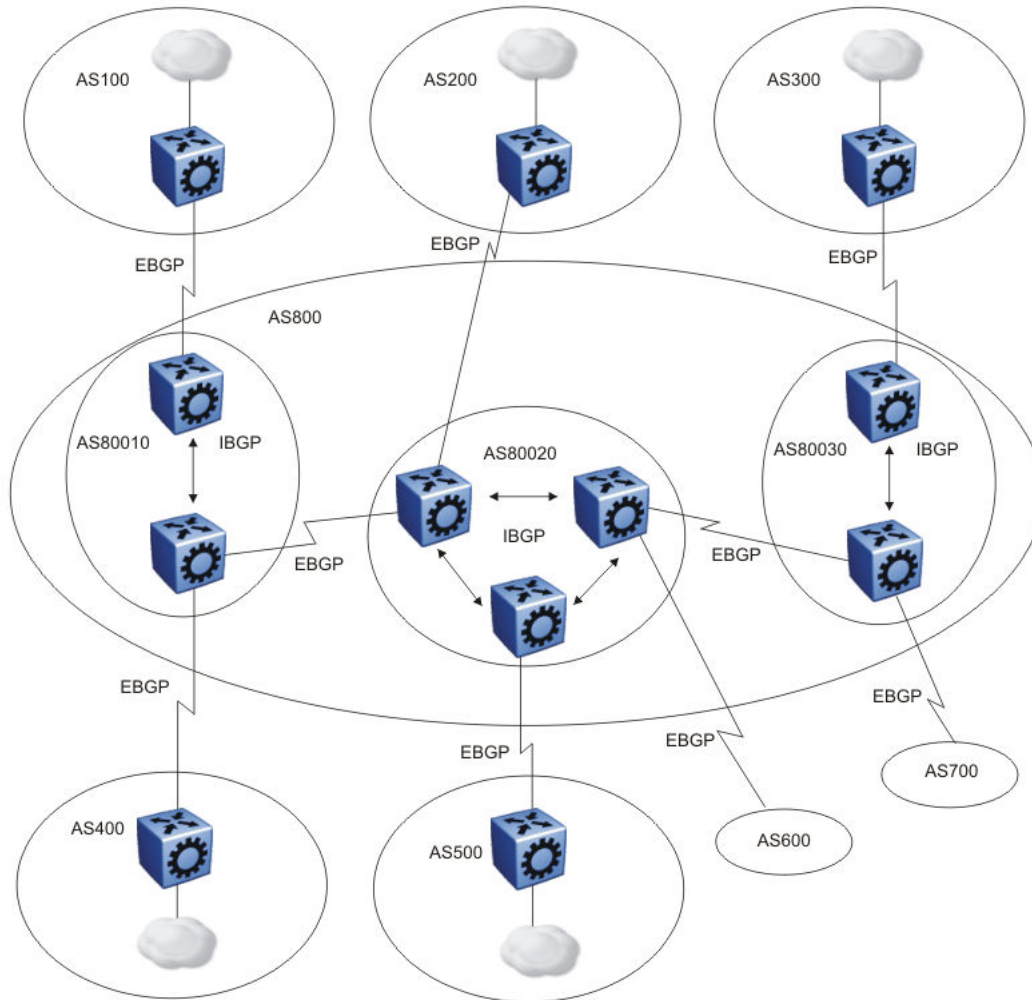 AS100
AS200
AS300
EBGP
EBGP
EBGP
AS800
AS80010
IBGP
AS80020
AS80030
IBGP
IBGP
EBGP
EBGP
EBGP
EBGP
EBGP
EBGP
AS700
AS400
AS500
AS600